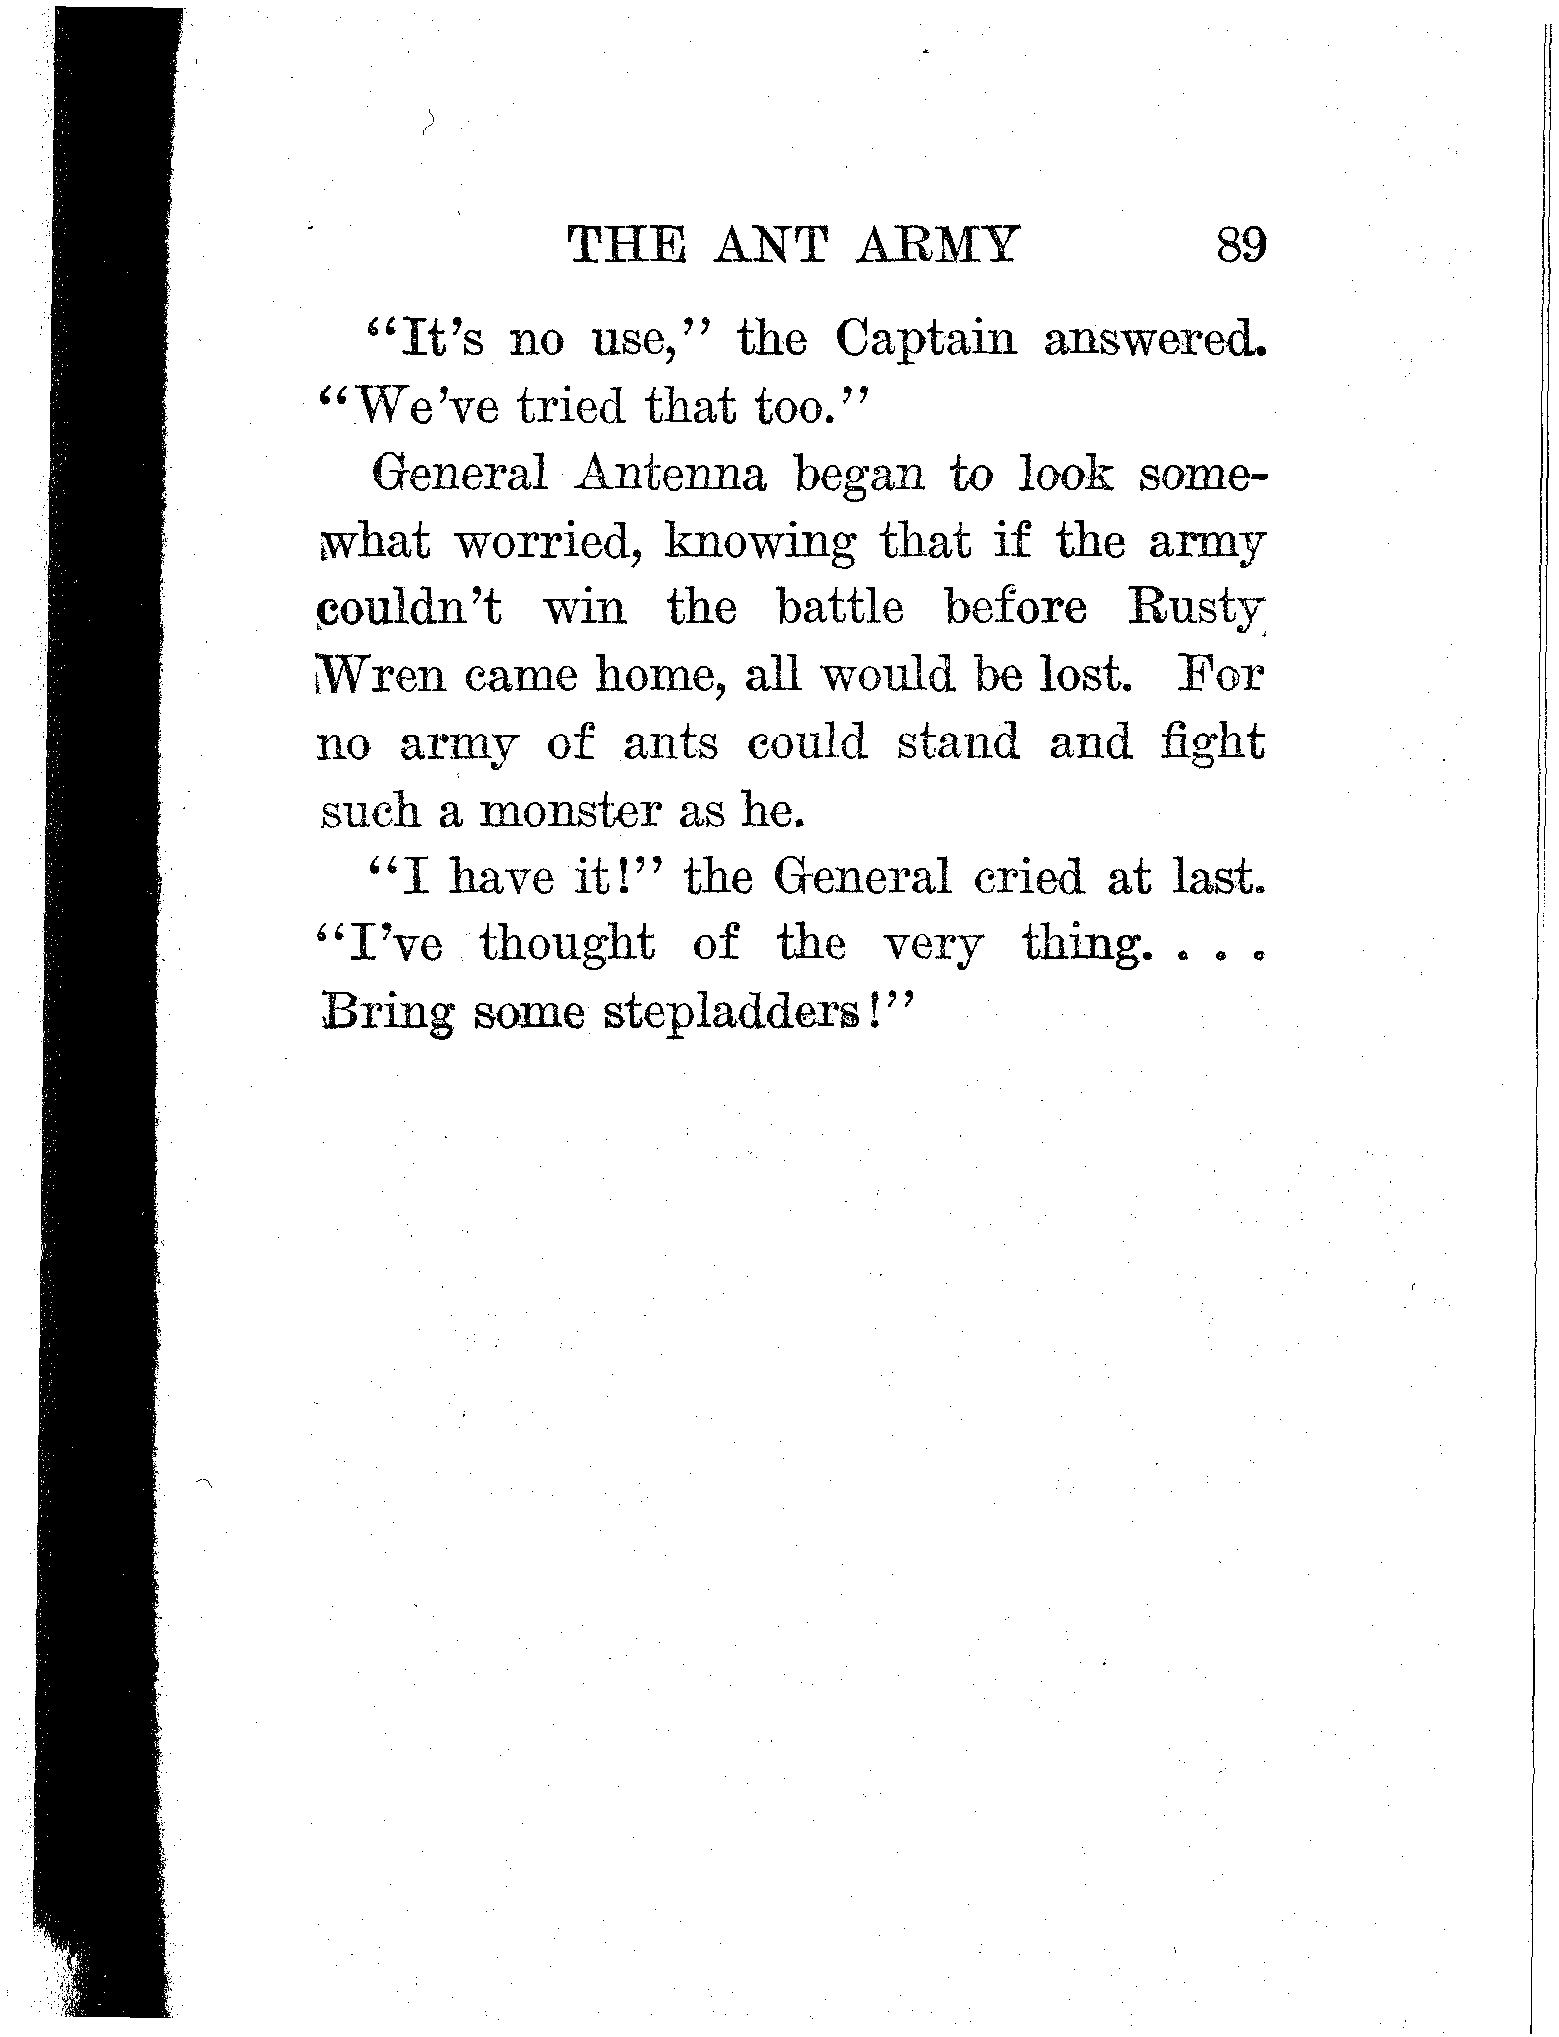 THE ANT ARMY 89
"It's no use," the Captain answered.
"We've tried that too."
General Antenna began to look some-
what worried, knowing that if the army
couldn't win the battle before Rusty
Wren came home, all would be lost. For
no army of ants could stand and fight
such a monster as he.
"I have it!" the General cried at last.
"I've thought of the very thing. . . .
Bring some stepladders!"